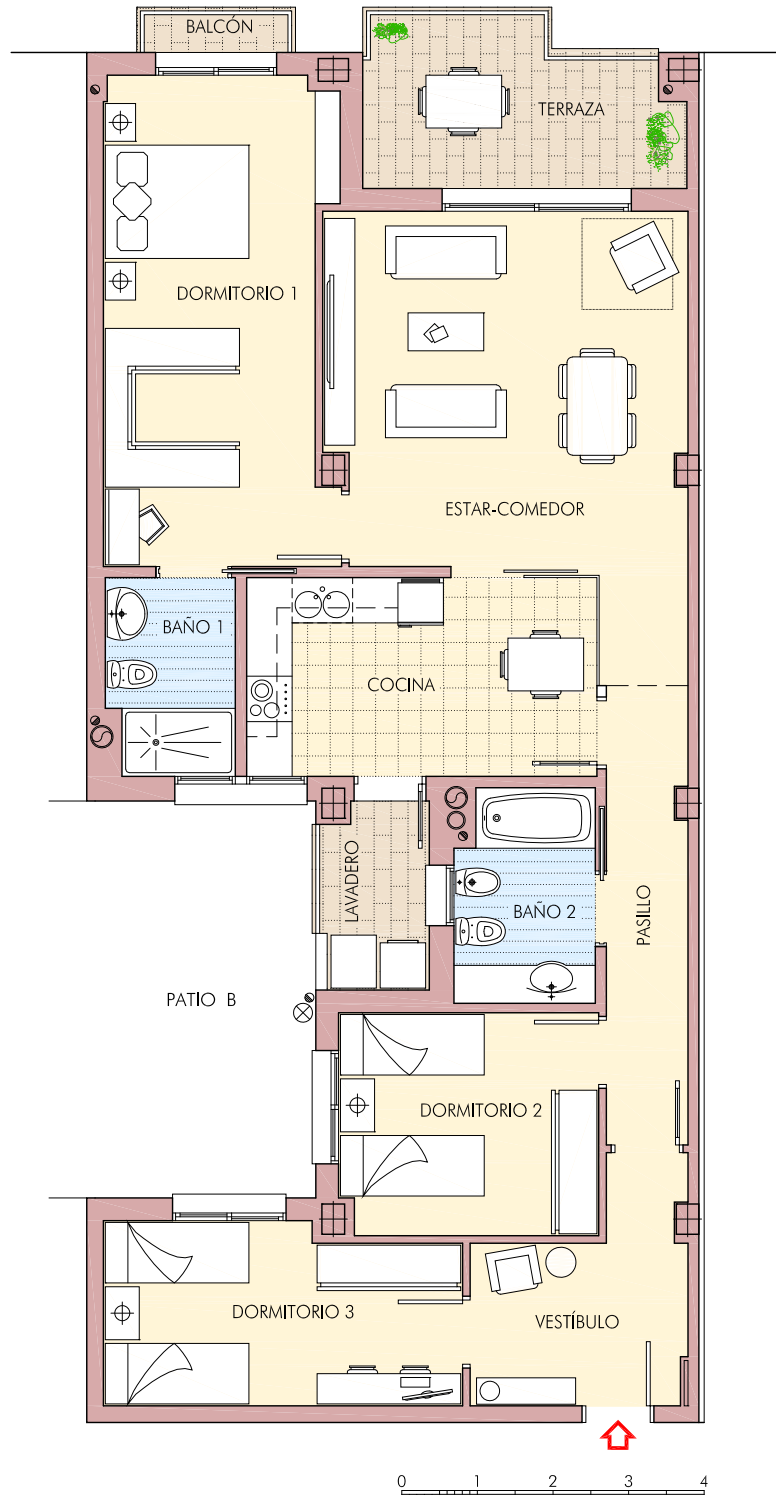 BALCÓN
TERRAZA
DORMITORIO 1
ESTAR-COMEDOR
BAÑO 1
COCINA
LAVADERO
BAÑO 2
PASILLO
PATIO B
DORMITORIO 2
DORMITORIO 3
VESTÍBULO
0 1 2 3 4